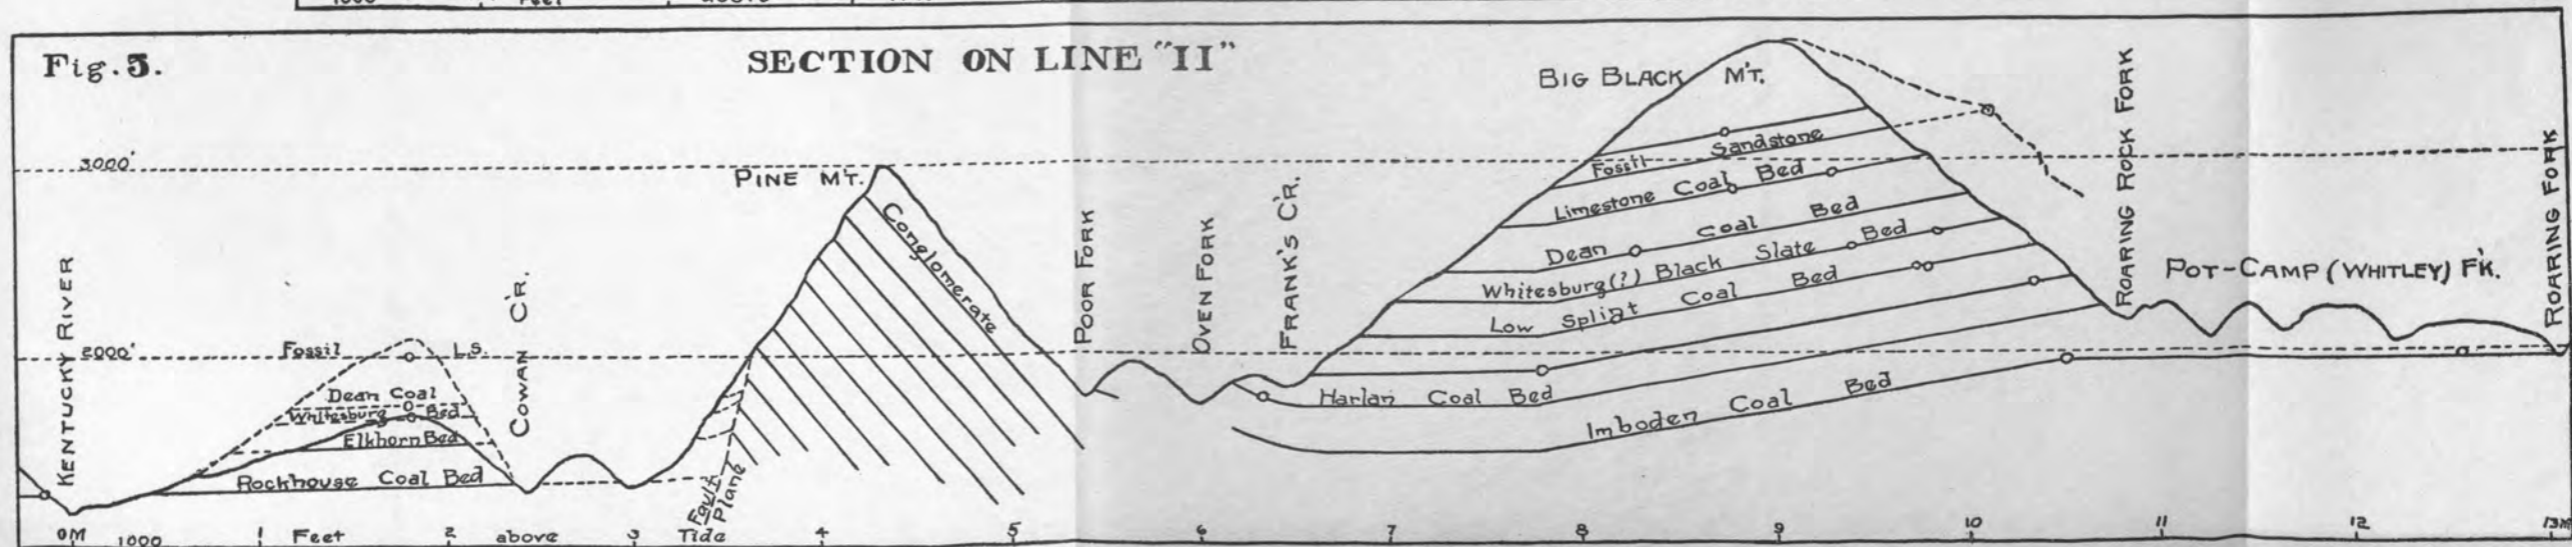 Feet
Fig. 5.
SECTION ON LINE "II"
BIG BLACK M'T.
3000'
PINE M'T.
Conglomerate
Fossil Sandstone
Limestone Coal Bed
Dean Coal Bed
Whitesburg (?) Black Slate Bed
Low Splint Coal Bed
Harlan Coal Bed
Imboden Coal Bed
KENTUCKY RIVER
COWAN C'R.
POOR FORK
OVEN FORK
FRANK'S C'R.
ROARING ROCK FORK
POT-CAMP (WHITLEY) F'K.
ROARING FORK
2000'
Fossil L.S.
Dean Coal
Whitesburg Bed
Elkhorn Bed
Rockhouse Coal Bed
Fault Plane
0M 1000 1 Feet 2 above 3 Tide 4 5 6 7 8 9 10 11 12 13M